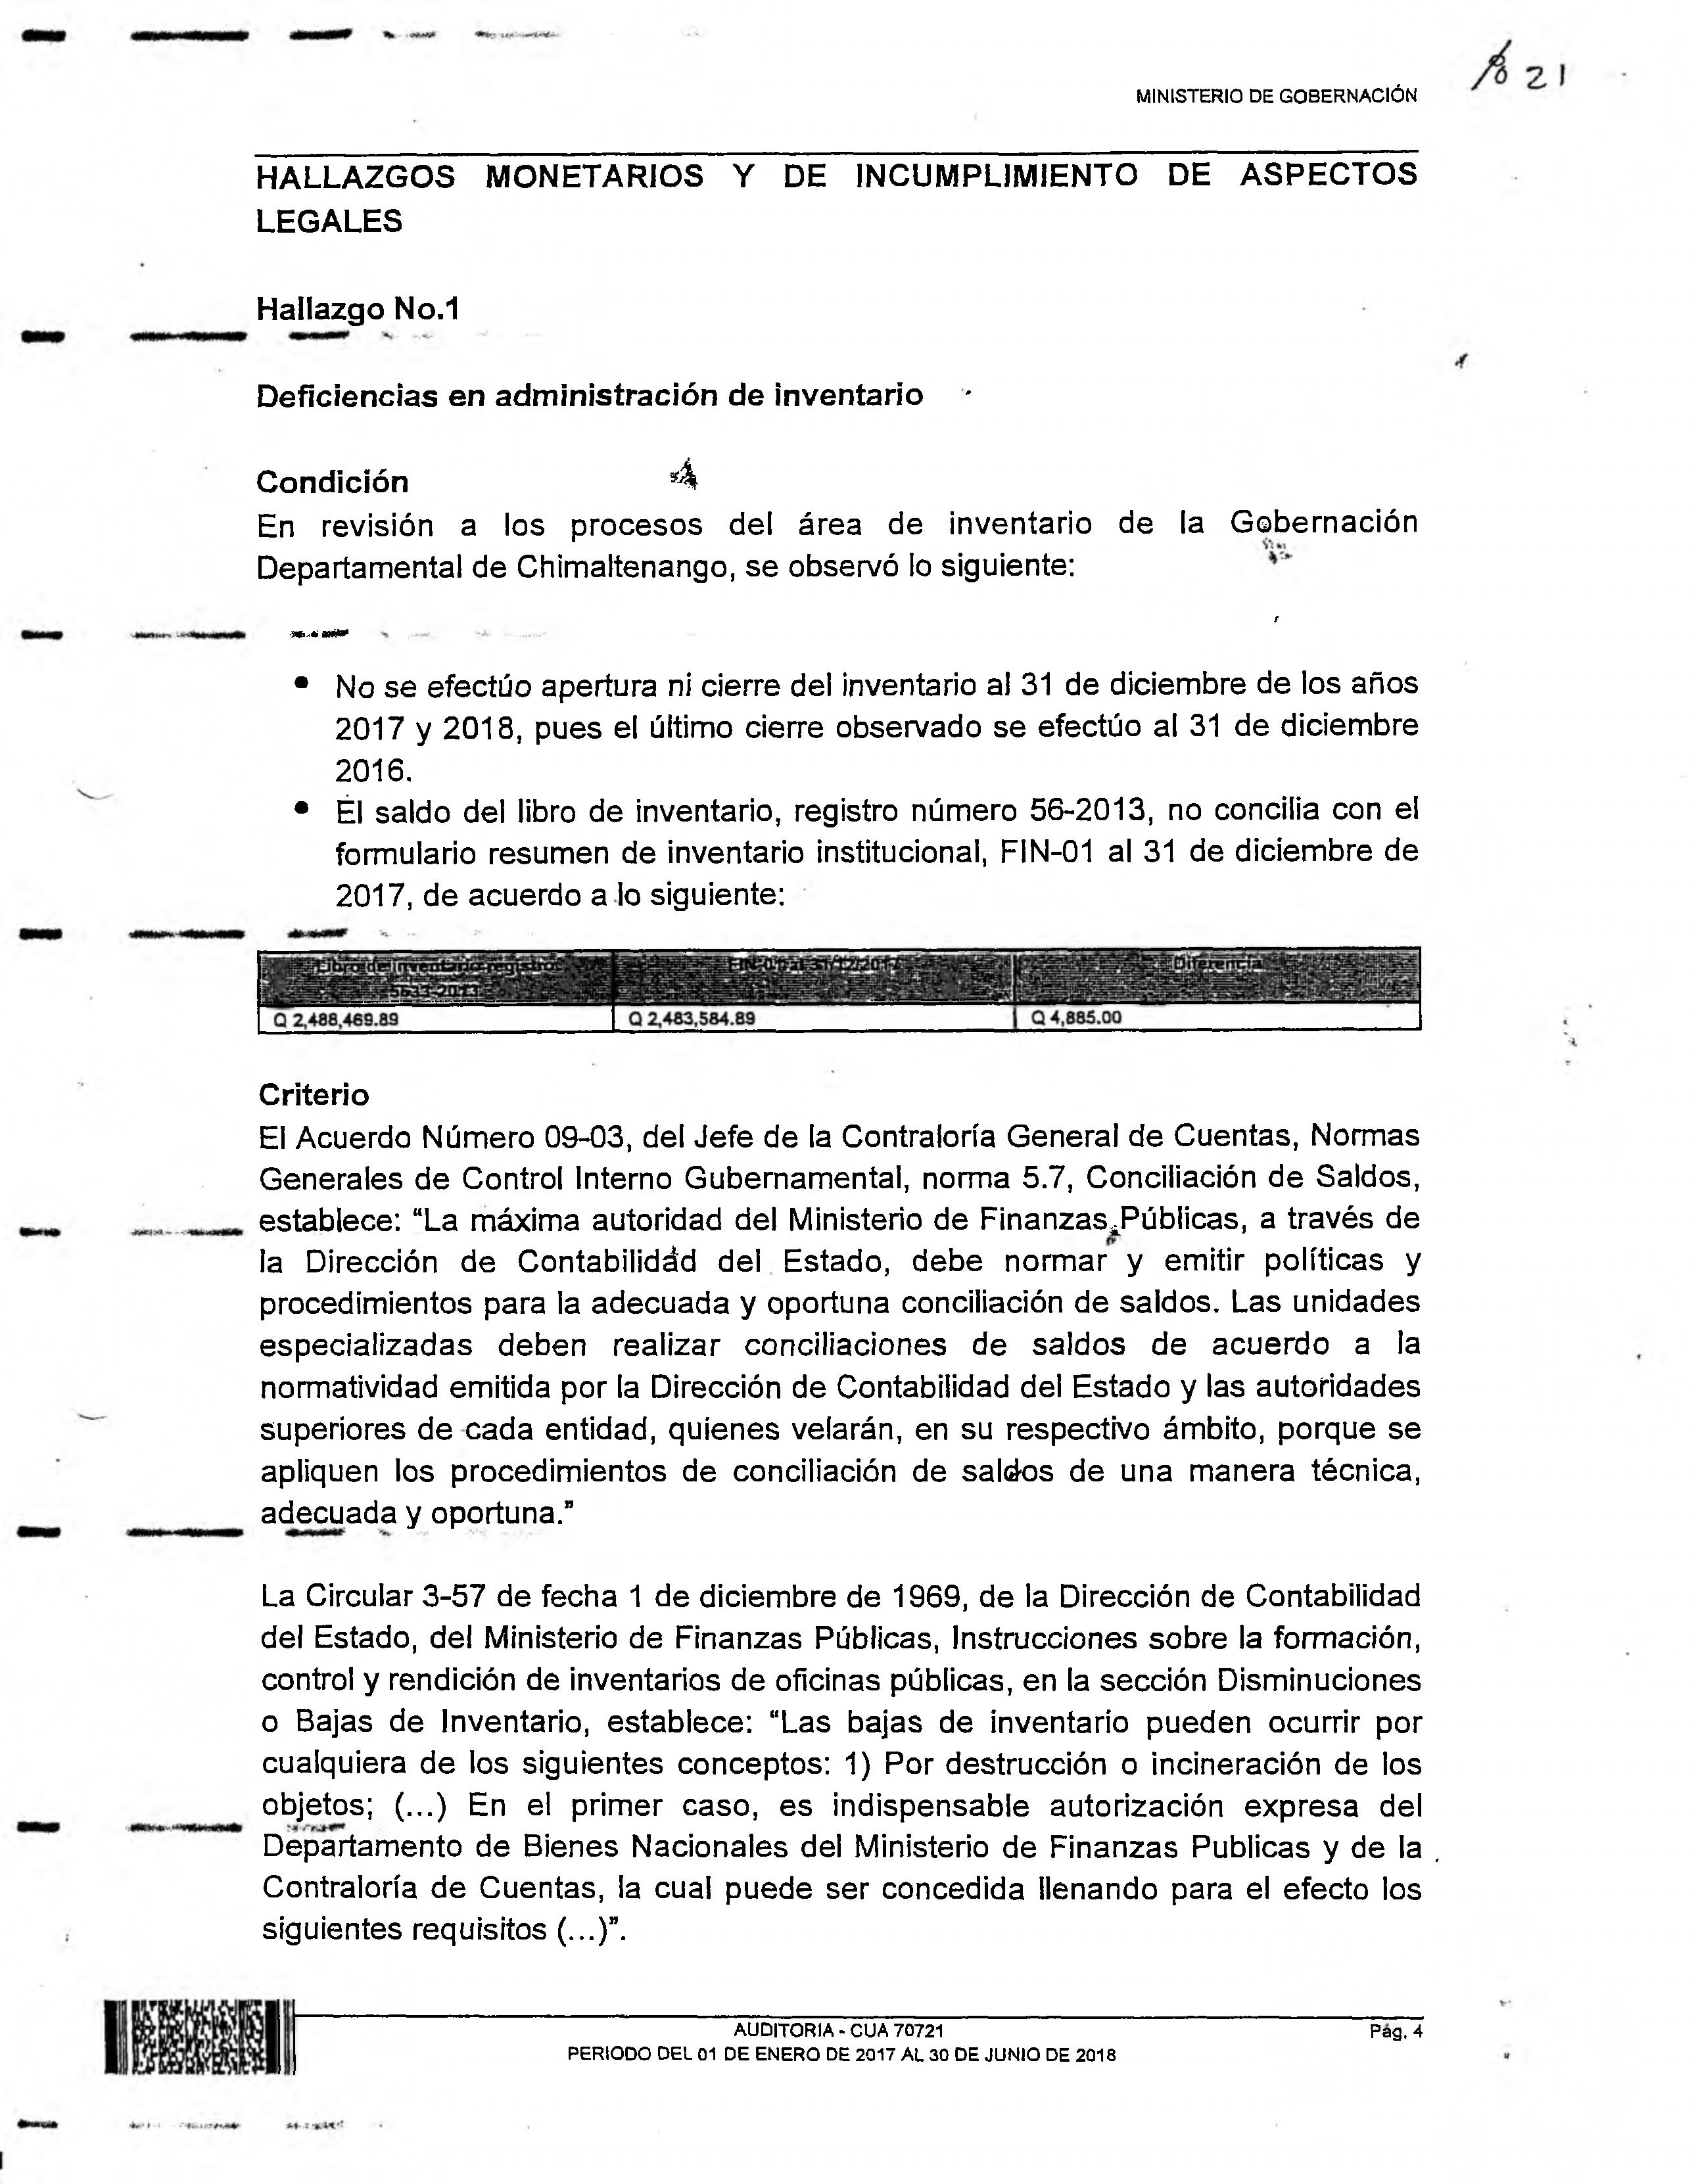 21
MINISTERIO DE GOBERNACIÓN
HALLAZGOS MONETARIOS Y DE INCUMPLIMIENTO DE ASPECTOS
LEGALES
Hallazgo No.1
Deficiencias en administración de inventario
Condición
En revisión a los procesos del área de inventario de la Gobernación
Departamental de Chimaltenango, se observó lo siguiente:
• No se efectúo apertura ni cierre del inventario al 31 de diciembre de los años
2017 y 2018, pues el último cierre observado se efectúo al 31 de diciembre
2016.
• El saldo del libro de inventario, registro número 56-2013, no concilia con el
formulario resumen de inventario institucional, FIN-01 al 31 de diciembre de
2017, de acuerdo a lo siguiente:
Libro de inventario registro FIN-01 al 31/12/2017 Diferencia
Q 2,488,469.89 Q 2,483,584.89 Q 4,885.00
Criterio
El Acuerdo Número 09-03, del Jefe de la Contraloría General de Cuentas, Normas
Generales de Control Interno Gubernamental, norma 5.7, Conciliación de Saldos,
establece: “La máxima autoridad del Ministerio de Finanzas Públicas, a través de
la Dirección de Contabilidad del Estado, debe normar y emitir políticas y
procedimientos para la adecuada y oportuna conciliación de saldos. Las unidades
especializadas deben realizar conciliaciones de saldos de acuerdo a la
normatividad emitida por la Dirección de Contabilidad del Estado y las autoridades
superiores de cada entidad, quienes velarán, en su respectivo ámbito, porque se
apliquen los procedimientos de conciliación de saldos de una manera técnica,
adecuada y oportuna.”
La Circular 3-57 de fecha 1 de diciembre de 1969, de la Dirección de Contabilidad
del Estado, del Ministerio de Finanzas Públicas, Instrucciones sobre la formación,
control y rendición de inventarios de oficinas públicas, en la sección Disminuciones
o Bajas de Inventario, establece: “Las bajas de inventario pueden ocurrir por
cualquiera de los siguientes conceptos: 1) Por destrucción o incineración de los
objetos; (...) En el primer caso, es indispensable autorización expresa del
Departamento de Bienes Nacionales del Ministerio de Finanzas Publicas y de la
Contraloría de Cuentas, la cual puede ser concedida llenando para el efecto los
siguientes requisitos (...)”.
AUDITORIA - CUA 70721 Pág. 4
PERIODO DEL 01 DE ENERO DE 2017 AL 30 DE JUNIO DE 2018